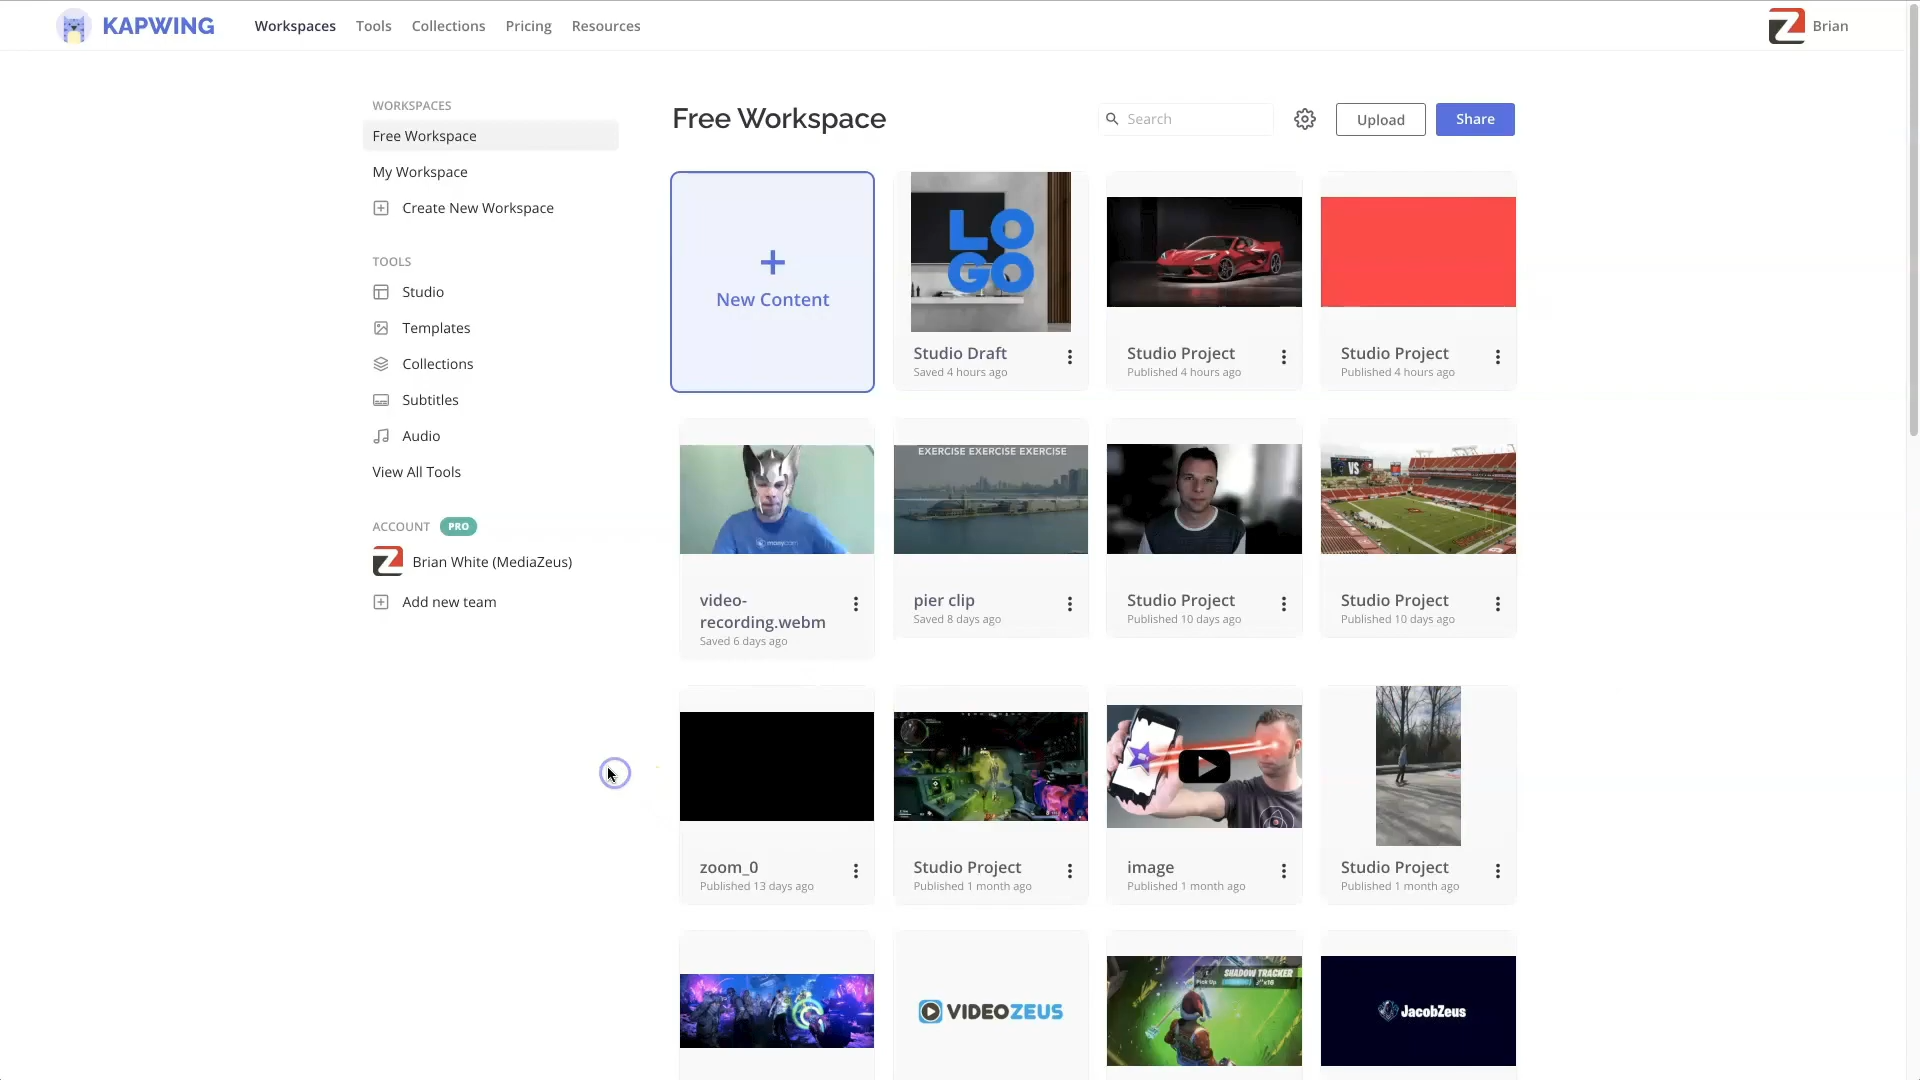 KAPWING
Workspaces
Tools
Collections
Pricing
Resources
Brian
WORKSPACES
Free Workspace
My Workspace
Create New Workspace
TOOLS
Studio
Templates
Collections
Subtitles
Audio
View All Tools
ACCOUNT PRO
Brian White (MediaZeus)
Add new team
Free Workspace
Search
Upload
Share
+
New Content
LO
GO
Studio Draft
Saved 4 hours ago
Studio Project
Published 4 hours ago
Studio Project
Published 4 hours ago
video-
recording.webm
Saved 6 days ago
EXERCISE EXERCISE EXERCISE
pier clip
Saved 8 days ago
Studio Project
Published 10 days ago
VS
Studio Project
Published 10 days ago
zoom_0
Published 13 days ago
Studio Project
Published 1 month ago
image
Published 1 month ago
Studio Project
Published 1 month ago
VIDEOZEUS
SHADOW TRACKER
Pick Up
x16
JacobZeus